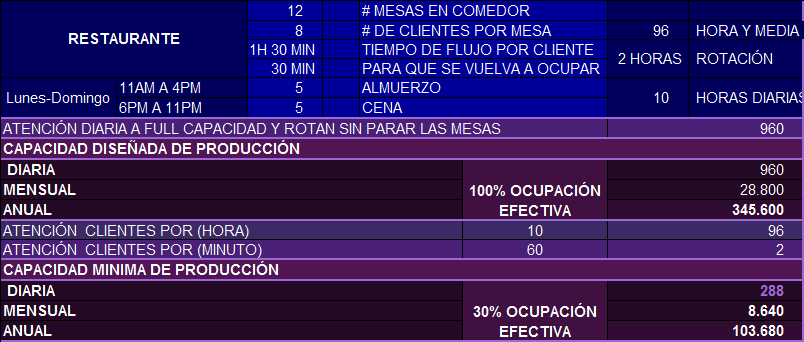 RESTAURANTE
12 # MESAS EN COMEDOR
8 # DE CLIENTES POR MESA 96 HORA Y MEDIA
1H 30 MIN TIEMPO DE FLUJO POR CLIENTE
30 MIN PARA QUE SE VUELVA A OCUPAR
2 HORAS ROTACIÓN
Lunes-Domingo
11AM A 4PM 5 ALMUERZO
6PM A 11PM 5 CENA
10 HORAS DIARIAS
ATENCIÓN DIARIA A FULL CAPACIDAD Y ROTAN SIN PARAR LAS MESAS 960
CAPACIDAD DISEÑADA DE PRODUCCIÓN
DIARIA 960
MENSUAL 100% OCUPACIÓN 28.800
ANUAL EFECTIVA 345.600
ATENCIÓN CLIENTES POR (HORA) 10 96
ATENCIÓN CLIENTES POR (MINUTO) 60 2
CAPACIDAD MINIMA DE PRODUCCIÓN
DIARIA 288
MENSUAL 30% OCUPACIÓN 8.640
ANUAL EFECTIVA 103.680